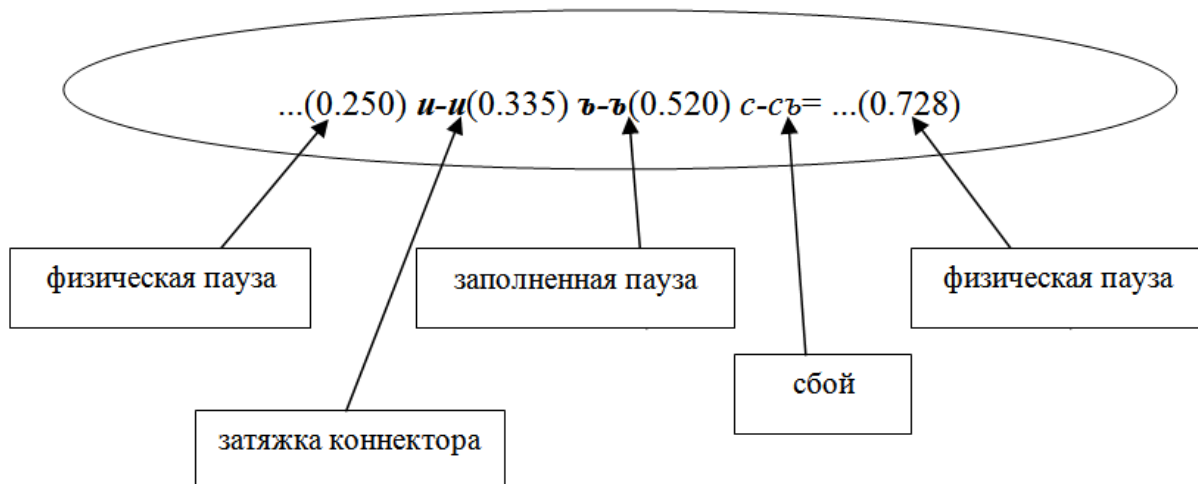 ...(0.250) и-и(0.335) ъ-ъ(0.520) с-съ= ...(0.728)
физическая пауза
заполненная пауза
физическая пауза
сбой
затяжка коннектора